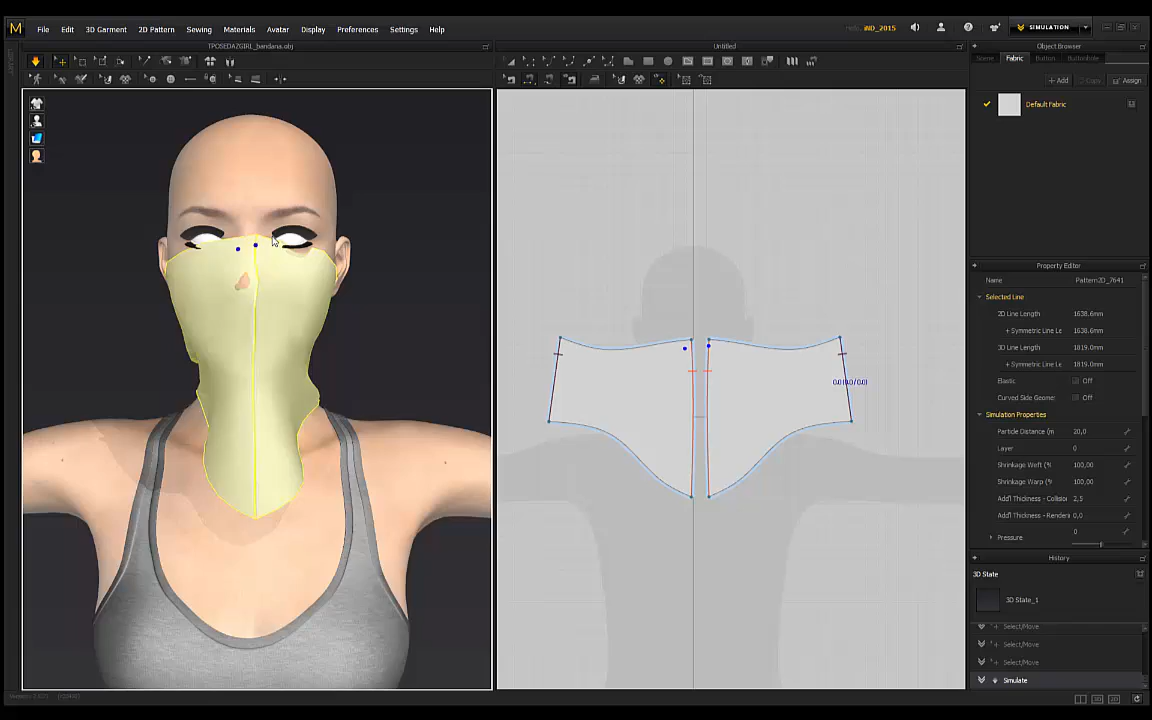 M File Edit 3D Garment 2D Pattern Sewing Materials Avatar Display Preferences Settings Help
iND_2015
SIMULATION
TPOSEDAZGIRL_bandana.obj
Untitled
Object Browser
Scene Fabric Button Buttonhole
+ Add Copy Assign
Default Fabric
Property Editor
Name Pattern2D_7641
Selected Line
2D Line Length 1638.6mm
+ Symmetric Line Le 1638.6mm
3D Line Length 1819.0mm
+ Symmetric Line Le 1819.0mm
Elastic Off
Curved Side Geome Off
Simulation Properties
Particle Distance (m 20,0
Layer 0
Shrinkage Weft (% 100,00
Shrinkage Warp (% 100,00
Add'l Thickness - Collisio 2,5
Add'l Thickness - Renderi 0,0
Pressure 0
History
3D State
3D State_1
Select/Move
Select/Move
Select/Move
Simulate